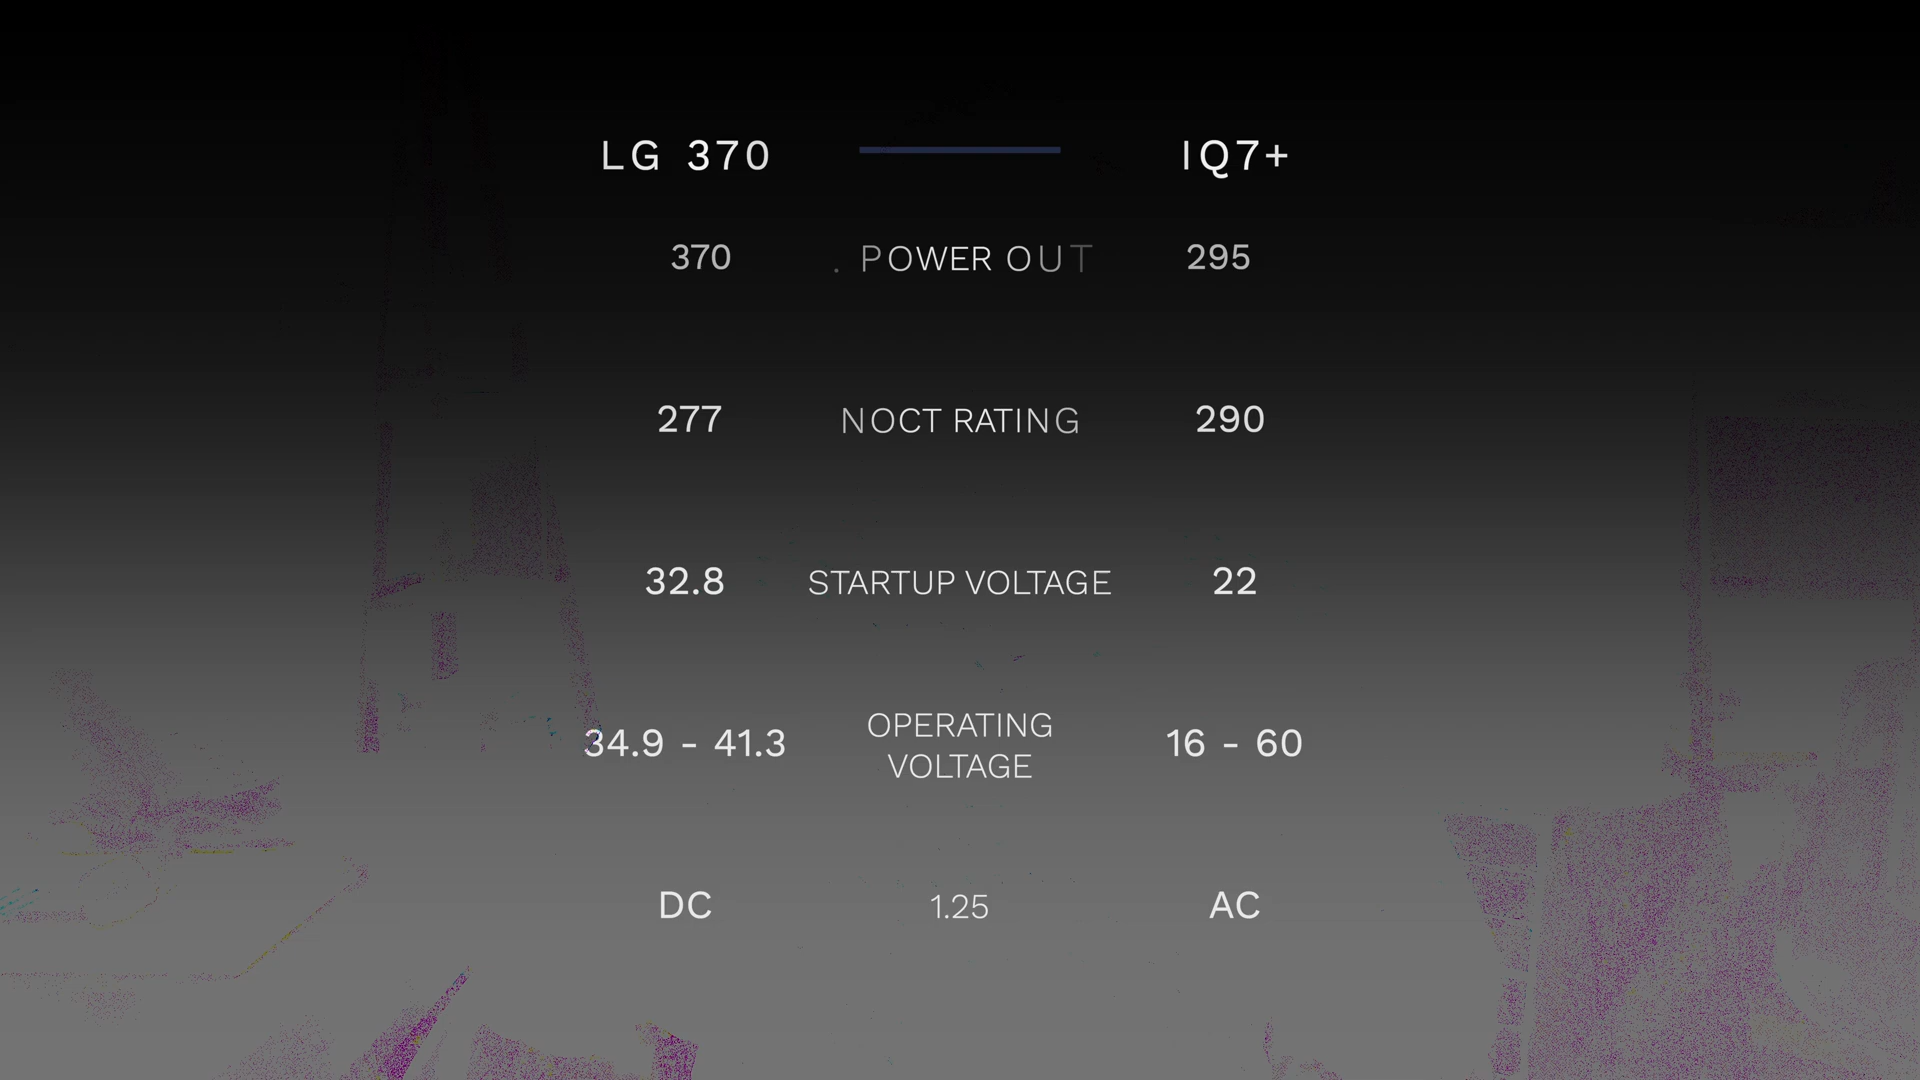 LG 370 IQ7+
370 . POWER OUT 295
277 NOCT RATING 290
32.8 STARTUP VOLTAGE 22
34.9 - 41.3 OPERATING VOLTAGE 16 - 60
DC 1.25 AC